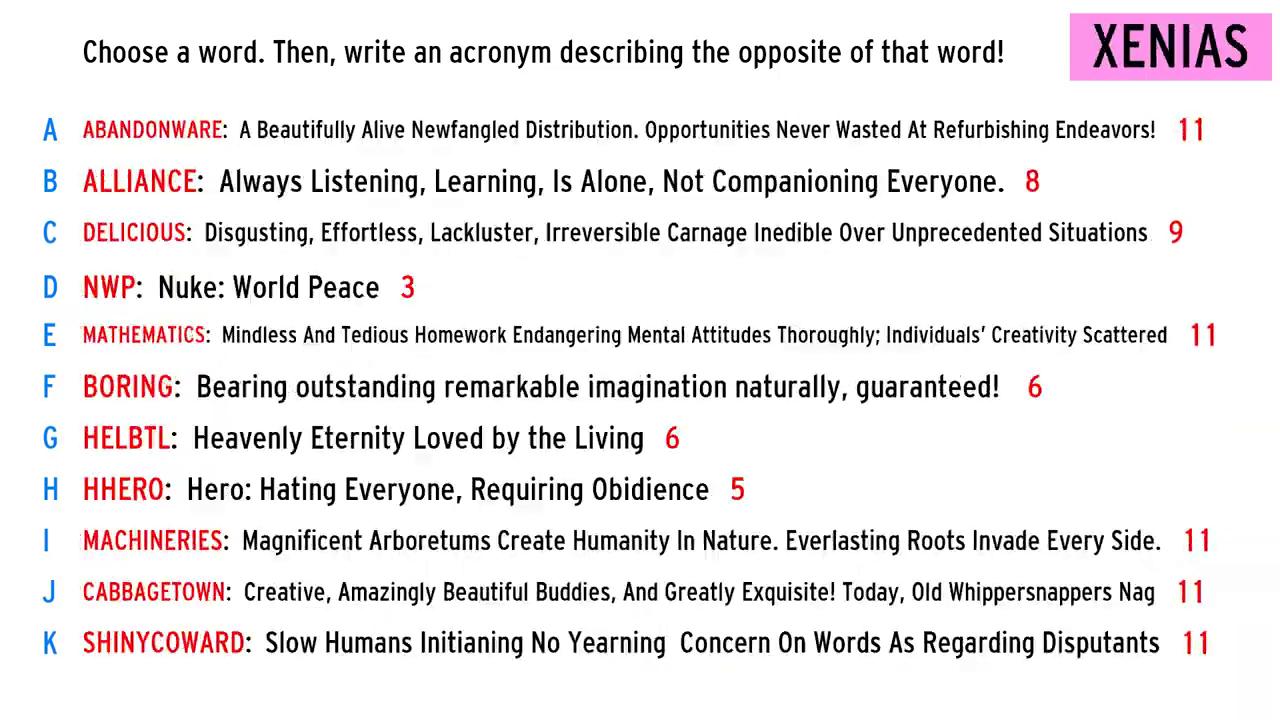 Choose a word. Then, write an acronym describing the opposite of that word!
XENIAS
A ABANDONWARE: A Beautifully Alive Newfangled Distribution. Opportunities Never Wasted At Refurbishing Endeavors! 11
B ALLIANCE: Always Listening, Learning, Is Alone, Not Companioning Everyone. 8
C DELICIOUS: Disgusting, Effortless, Lackluster, Irreversible Carnage Inedible Over Unprecedented Situations 9
D NWP: Nuke: World Peace 3
E MATHEMATICS: Mindless And Tedious Homework Endangering Mental Attitudes Thoroughly; Individuals' Creativity Scattered 11
F BORING: Bearing outstanding remarkable imagination naturally, guaranteed! 6
G HELBTL: Heavenly Eternity Loved by the Living 6
H HHERO: Hero: Hating Everyone, Requiring Obidience 5
I MACHINERIES: Magnificent Arboretums Create Humanity In Nature. Everlasting Roots Invade Every Side. 11
J CABBAGETOWN: Creative, Amazingly Beautiful Buddies, And Greatly Exquisite! Today, Old Whippersnappers Nag 11
K SHINYCOWARD: Slow Humans Initianing No Yearning Concern On Words As Regarding Disputants 11